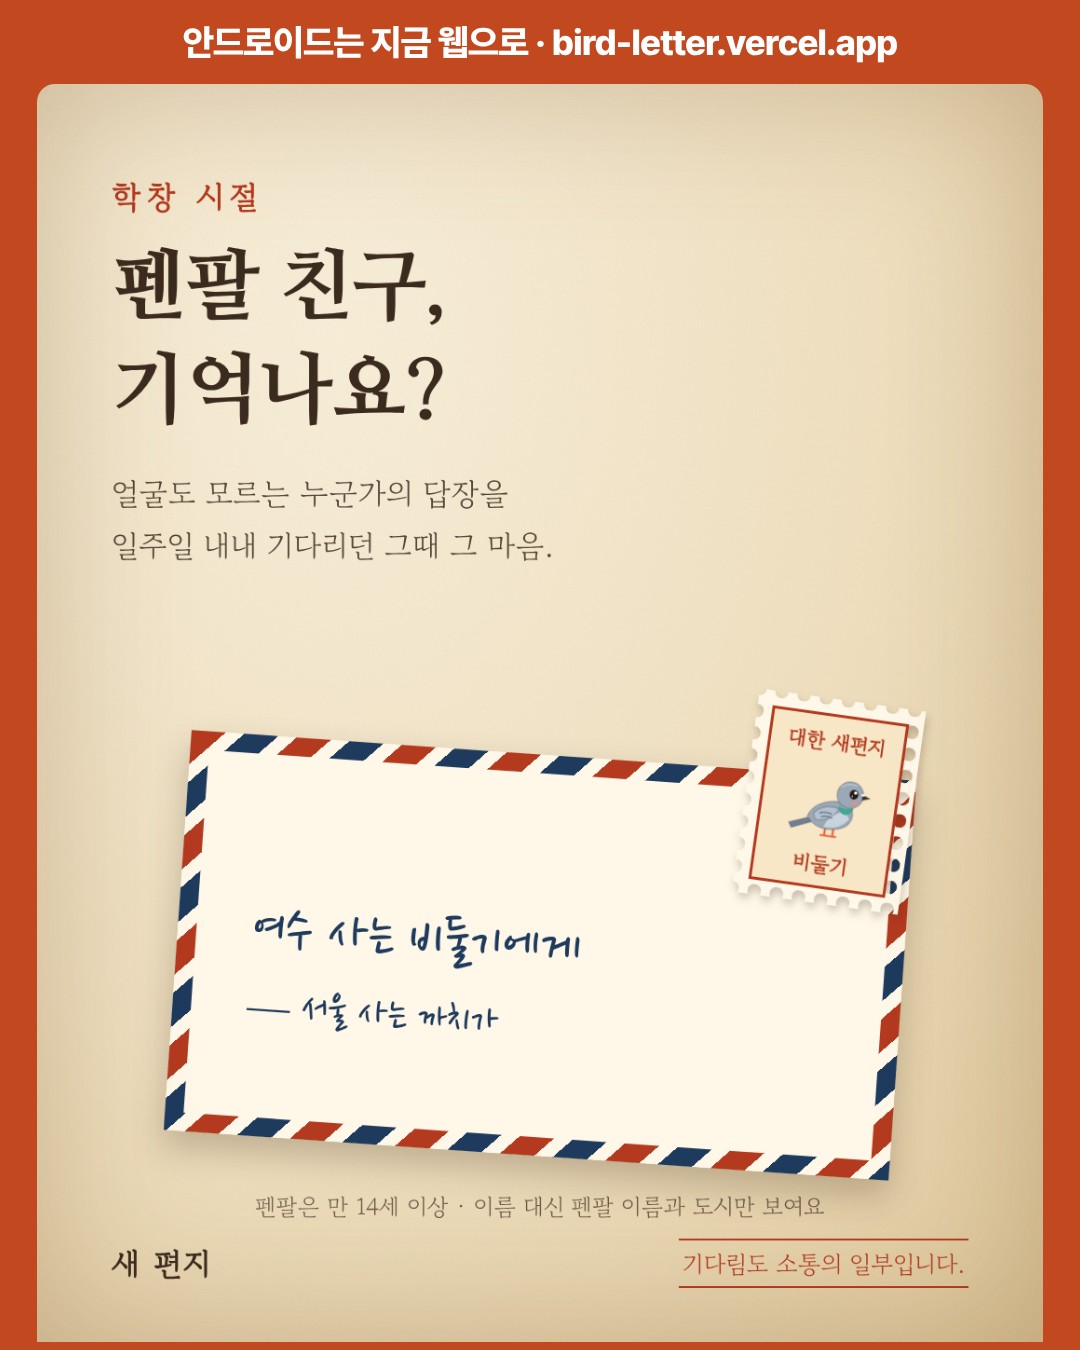 안드로이드는 지금 웹으로 · bird-letter.vercel.app
학창 시절
펜팔 친구,
기억나요?
얼굴도 모르는 누군가의 답장을
일주일 내내 기다리던 그때 그 마음.
대한 새편지
비둘기
여수 사는 비둘기에게
— 서울 사는 까치가
펜팔은 만 14세 이상 · 이름 대신 펜팔 이름과 도시만 보여요
새 편지
기다림도 소통의 일부입니다.